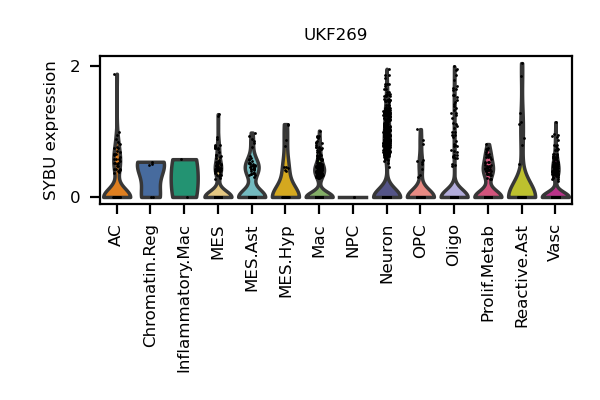 UKF269
SYBU expression
2
0
AC
Chromatin.Reg
Inflammatory.Mac
MES
MES.Ast
MES.Hyp
Mac
NPC
Neuron
OPC
Oligo
Prolif.Metab
Reactive.Ast
Vasc